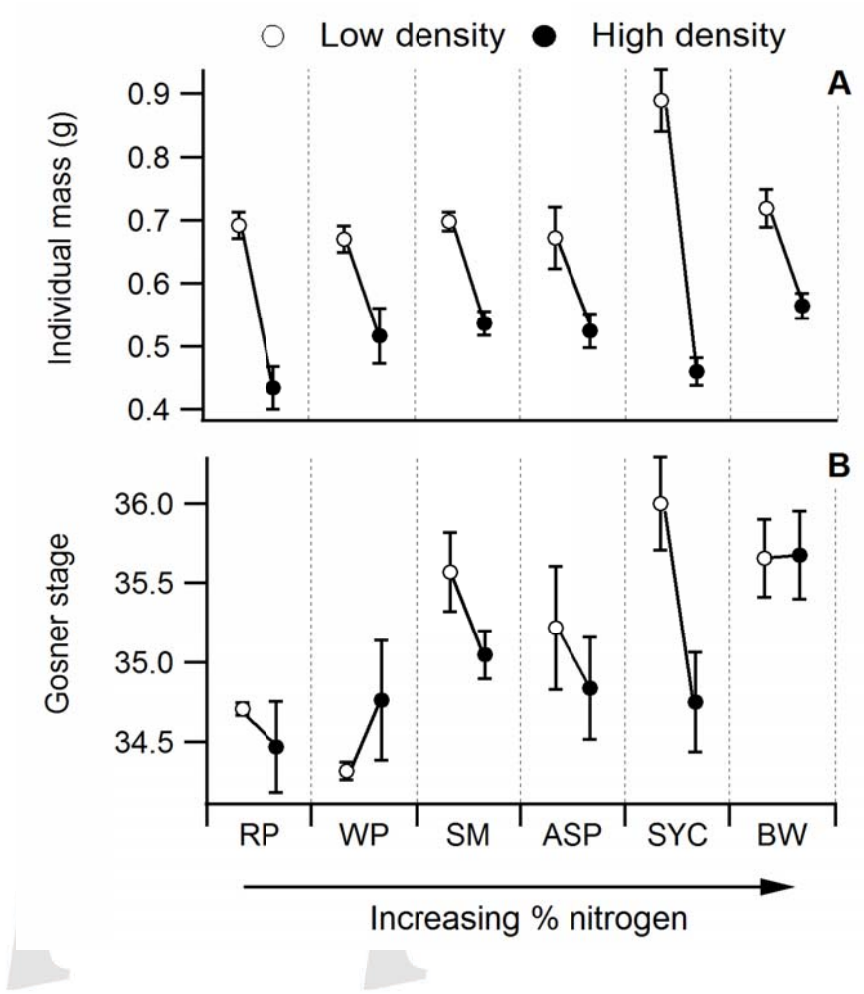 Low density High density
A
0.9
0.8
0.7
0.6
0.5
0.4
Individual mass (g)
B
36.0
35.5
35.0
34.5
Gosner stage
RP WP SM ASP SYC BW
Increasing % nitrogen